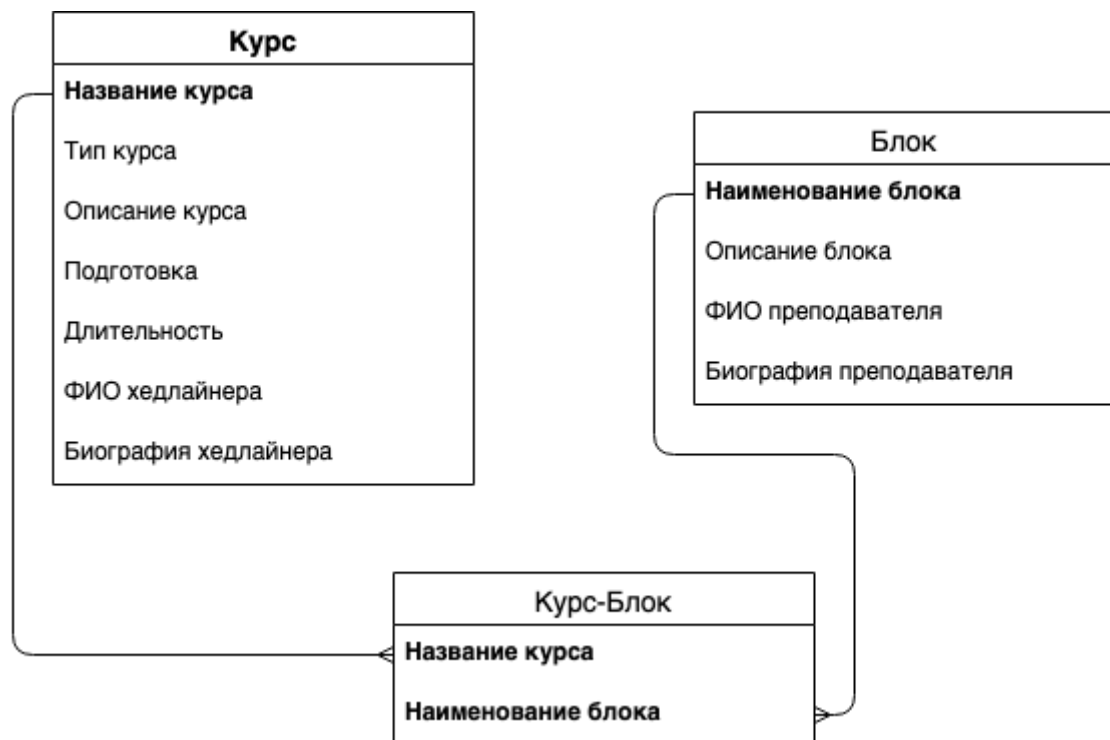 Курс
Название курса
Тип курса
Описание курса
Подготовка
Длительность
ФИО хедлайнера
Биография хедлайнера
Блок
Наименование блока
Описание блока
ФИО преподавателя
Биография преподавателя
Курс-Блок
Название курса
Наименование блока